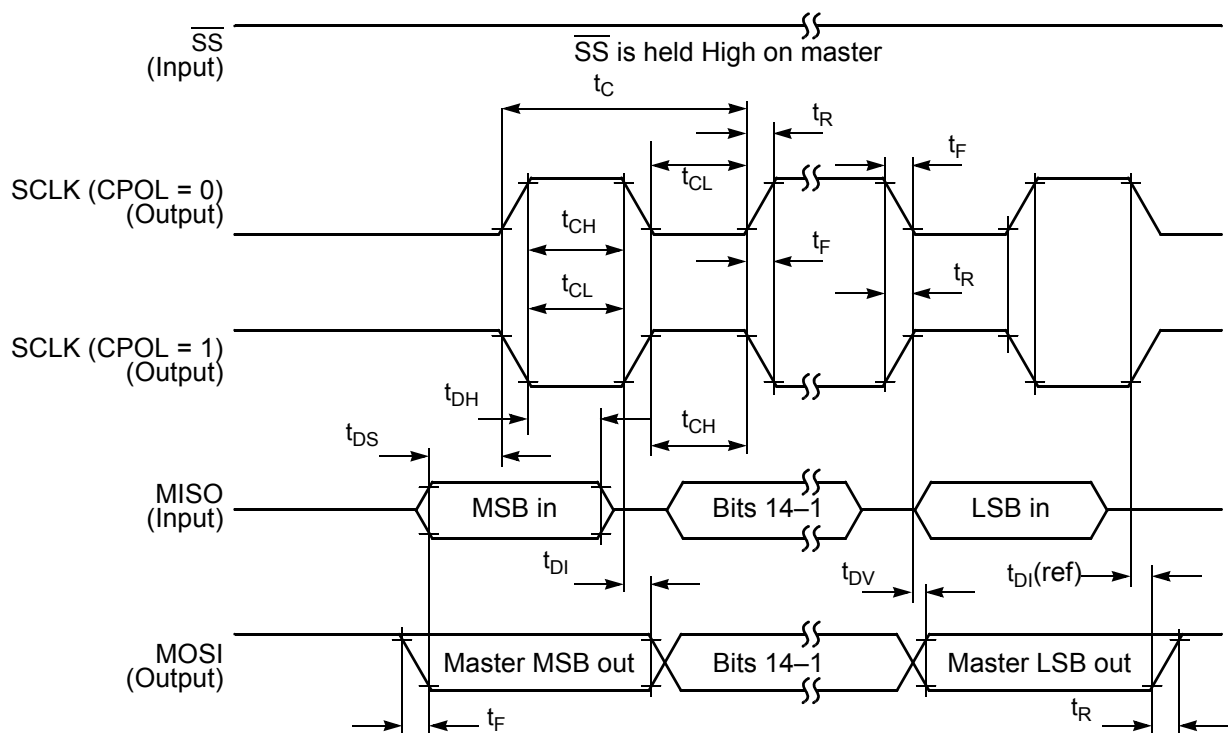 S̅S̅
(Input)
S̅S̅ is held High on master
tC
tR
tF
SCLK (CPOL = 0)
(Output)
tCL
tCH
tF
tCL
tR
SCLK (CPOL = 1)
(Output)
tDH
tCH
tDS
MISO
(Input)
MSB in
Bits 14–1
LSB in
tDI
tDV
tDI(ref)
MOSI
(Output)
Master MSB out
Bits 14–1
Master LSB out
tF
tR